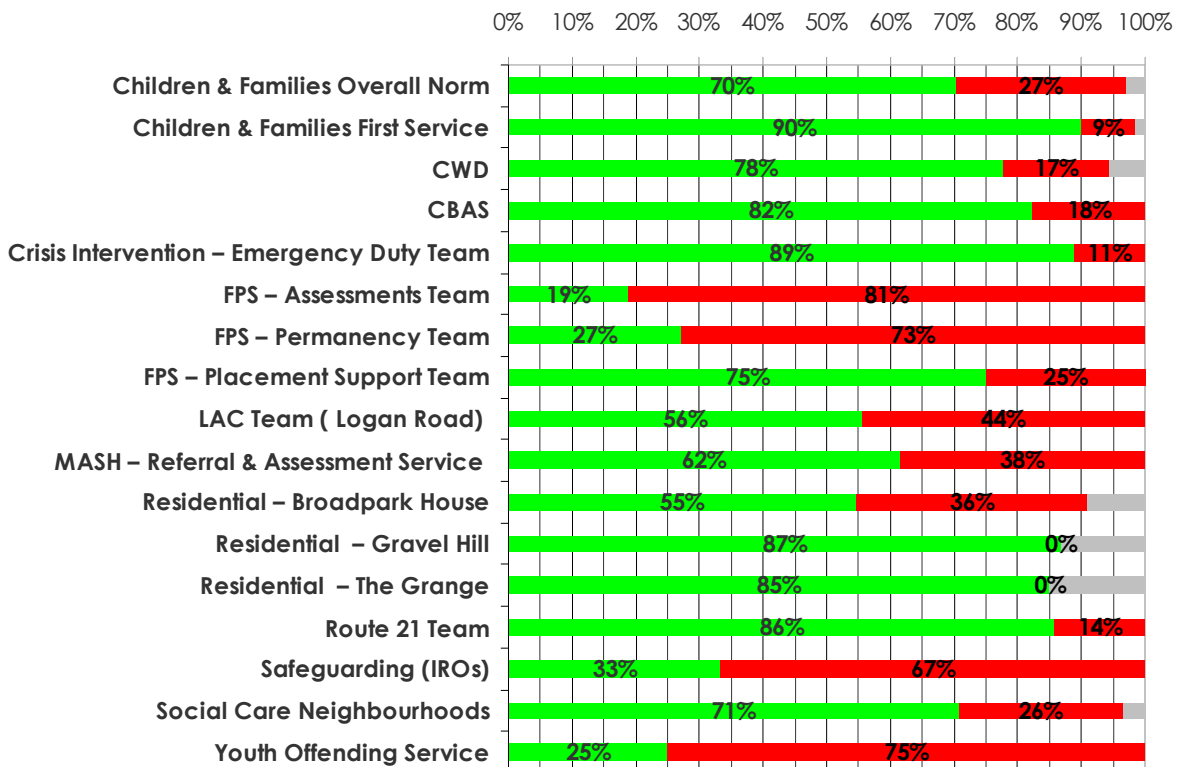 0% 10% 20% 30% 40% 50% 60% 70% 80% 90% 100%
Children & Families Overall Norm 70% 27%
Children & Families First Service 90% 9%
CWD 78% 17%
CBAS 82% 18%
Crisis Intervention – Emergency Duty Team 89% 11%
FPS – Assessments Team 19% 81%
FPS – Permanency Team 27% 73%
FPS – Placement Support Team 75% 25%
LAC Team ( Logan Road) 56% 44%
MASH – Referral & Assessment Service 62% 38%
Residential – Broadpark House 55% 36%
Residential – Gravel Hill 87% 0%
Residential – The Grange 85% 0%
Route 21 Team 86% 14%
Safeguarding (IROs) 33% 67%
Social Care Neighbourhoods 71% 26%
Youth Offending Service 25% 75%